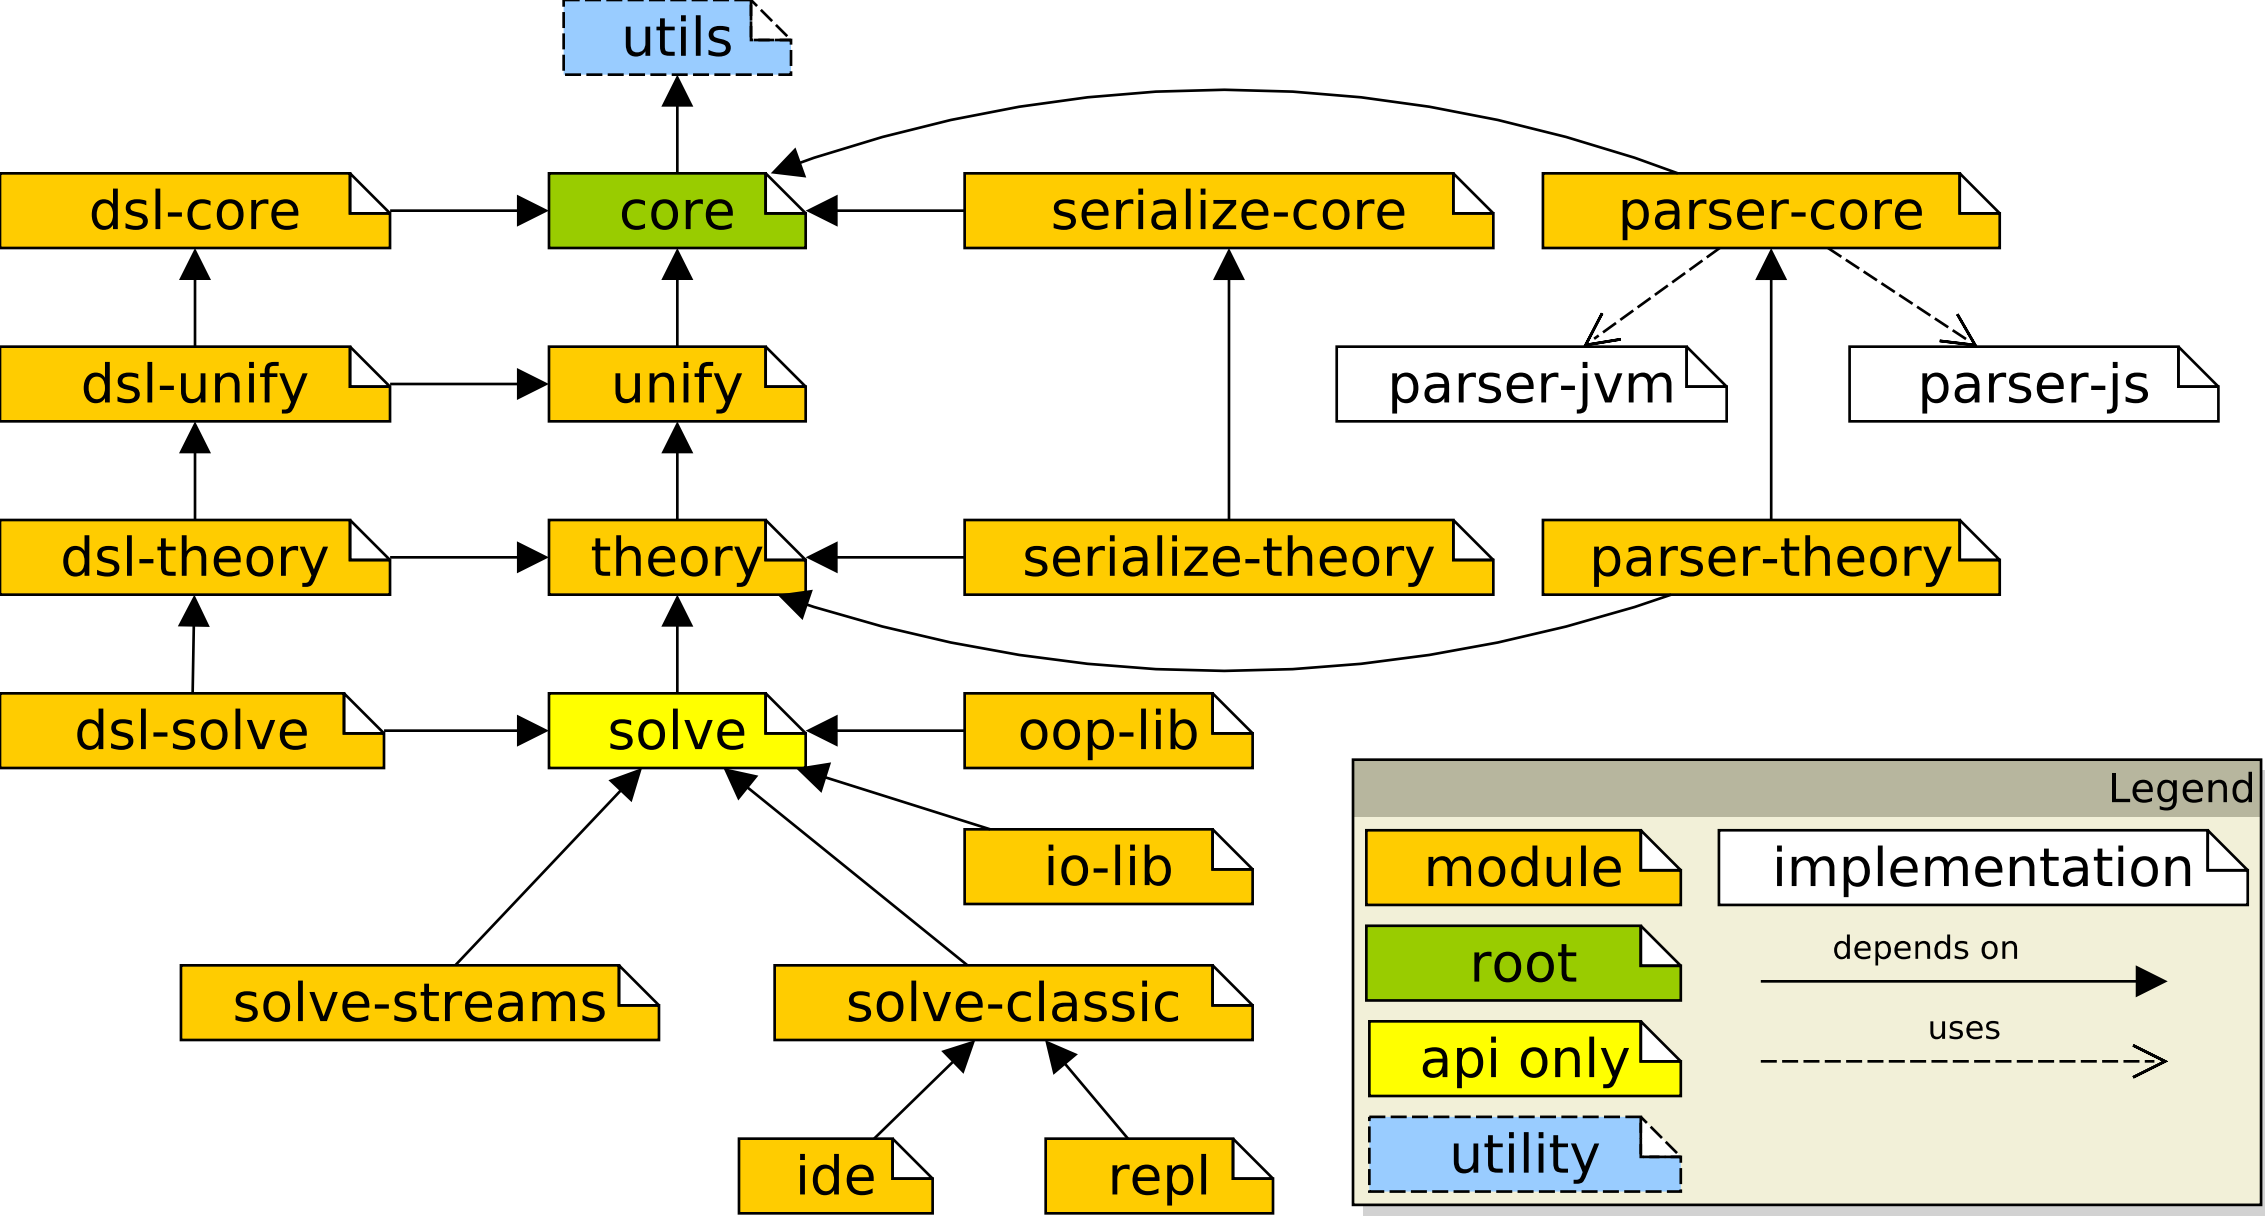 utils
dsl-core
core
serialize-core
parser-core
dsl-unify
unify
parser-jvm
parser-js
dsl-theory
theory
serialize-theory
parser-theory
dsl-solve
solve
oop-lib
io-lib
solve-streams
solve-classic
ide
repl
Legend
module
implementation
root
depends on
api only
uses
utility